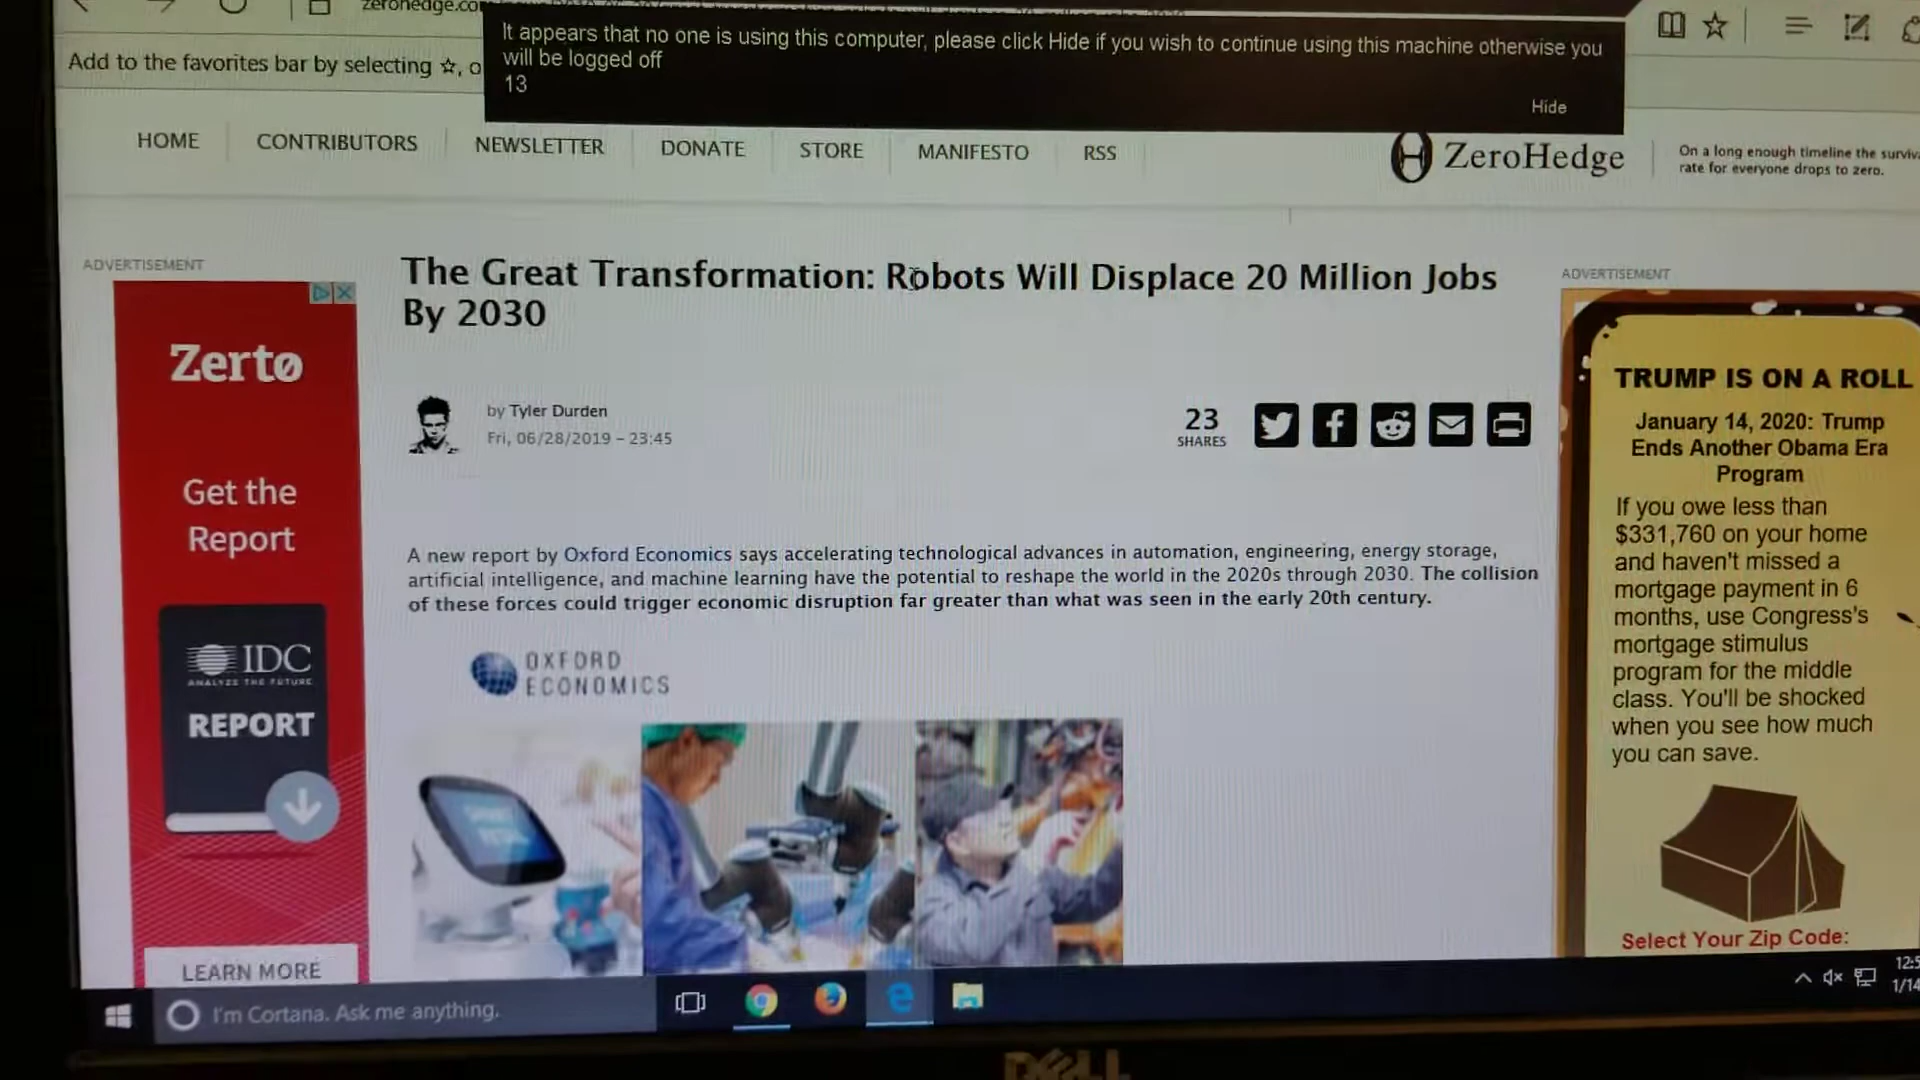 It appears that no one is using this computer, please click Hide if you wish to continue using this machine otherwise you
will be logged off
13
Hide
Add to the favorites bar by selecting ☆, o
HOME
CONTRIBUTORS
NEWSLETTER
DONATE
STORE
MANIFESTO
RSS
ZeroHedge
On a long enough timeline the surviva
rate for everyone drops to zero.
ADVERTISEMENT
Zerto
Get the
Report
IDC
ANALYZE THE FUTURE
REPORT
LEARN MORE
The Great Transformation: Robots Will Displace 20 Million Jobs
By 2030
by Tyler Durden
Fri, 06/28/2019 – 23:45
23
SHARES
A new report by Oxford Economics says accelerating technological advances in automation, engineering, energy storage,
artificial intelligence, and machine learning have the potential to reshape the world in the 2020s through 2030. The collision
of these forces could trigger economic disruption far greater than what was seen in the early 20th century.
OXFORD
ECONOMICS
ADVERTISEMENT
TRUMP IS ON A ROLL
January 14, 2020: Trump
Ends Another Obama Era
Program
If you owe less than
$331,760 on your home
and haven't missed a
mortgage payment in 6
months, use Congress's
mortgage stimulus
program for the middle
class. You'll be shocked
when you see how much
you can save.
Select Your Zip Code:
I'm Cortana. Ask me anything.
12:5
1/14
DELL